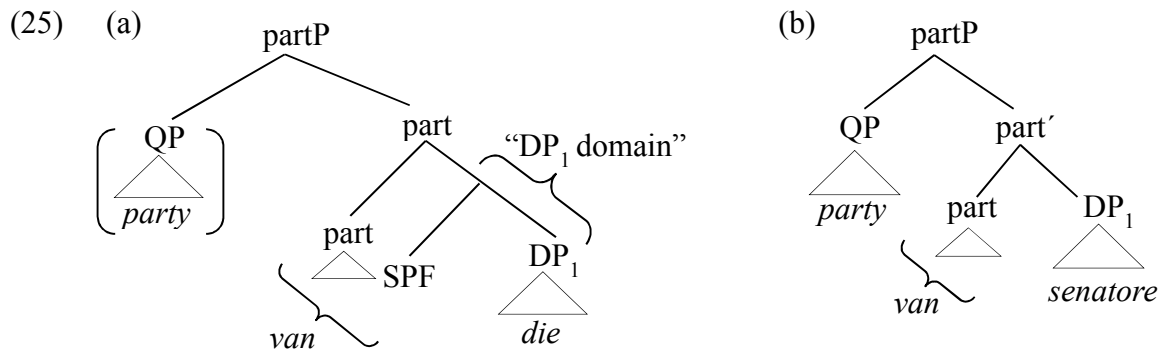 (25) (a) partP (b) partP
QP part “DP₁ domain” QP part´
party part SPF DP₁ party part DP₁
van die van senatore